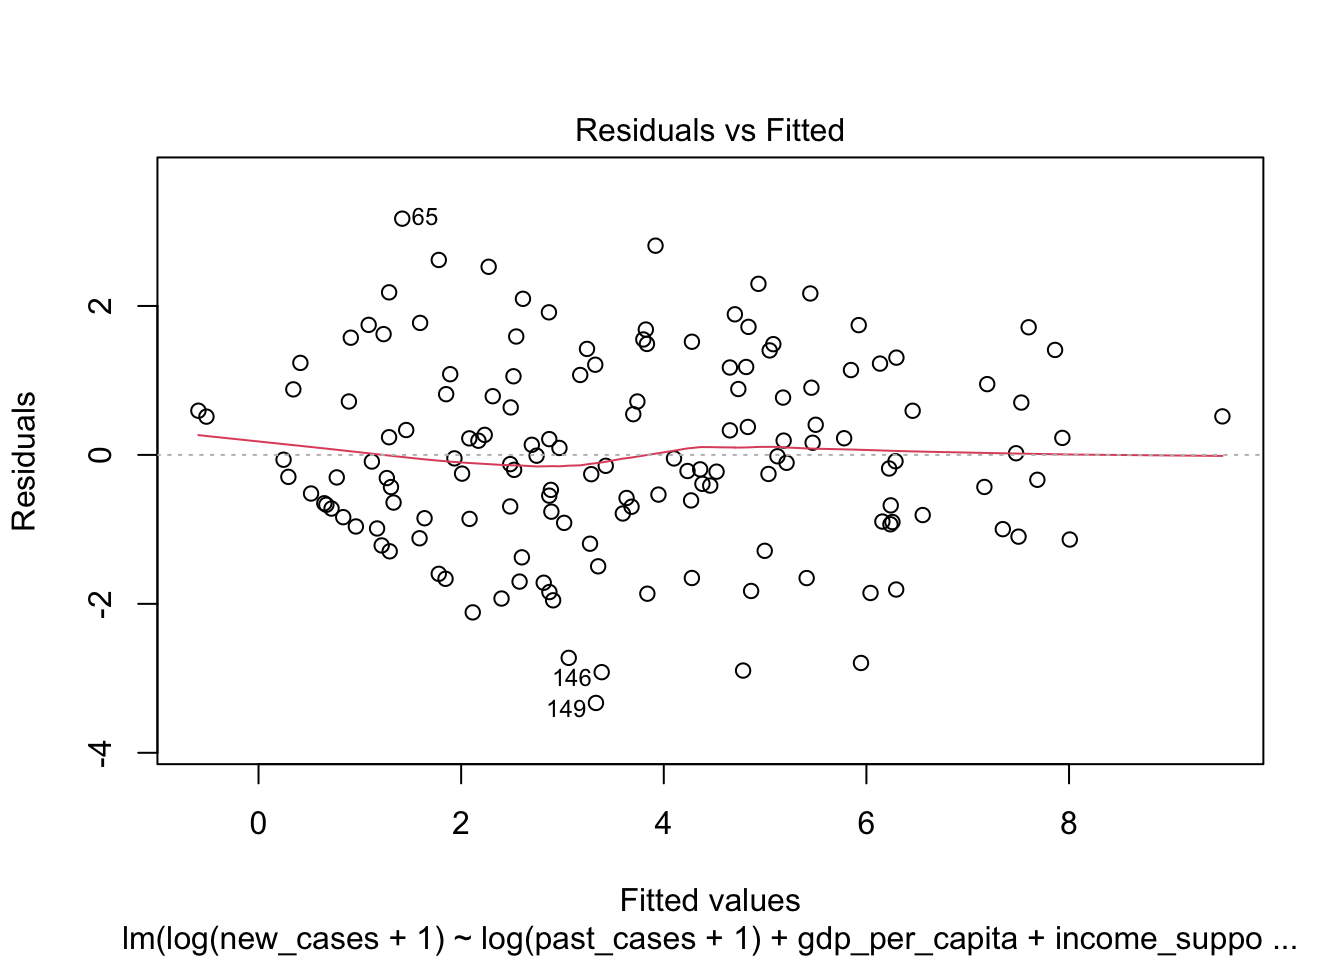 Residuals vs Fitted
Residuals
2
0
-2
-4
65
146
149
0 2 4 6 8
Fitted values
lm(log(new_cases + 1) ~ log(past_cases + 1) + gdp_per_capita + income_suppo ...